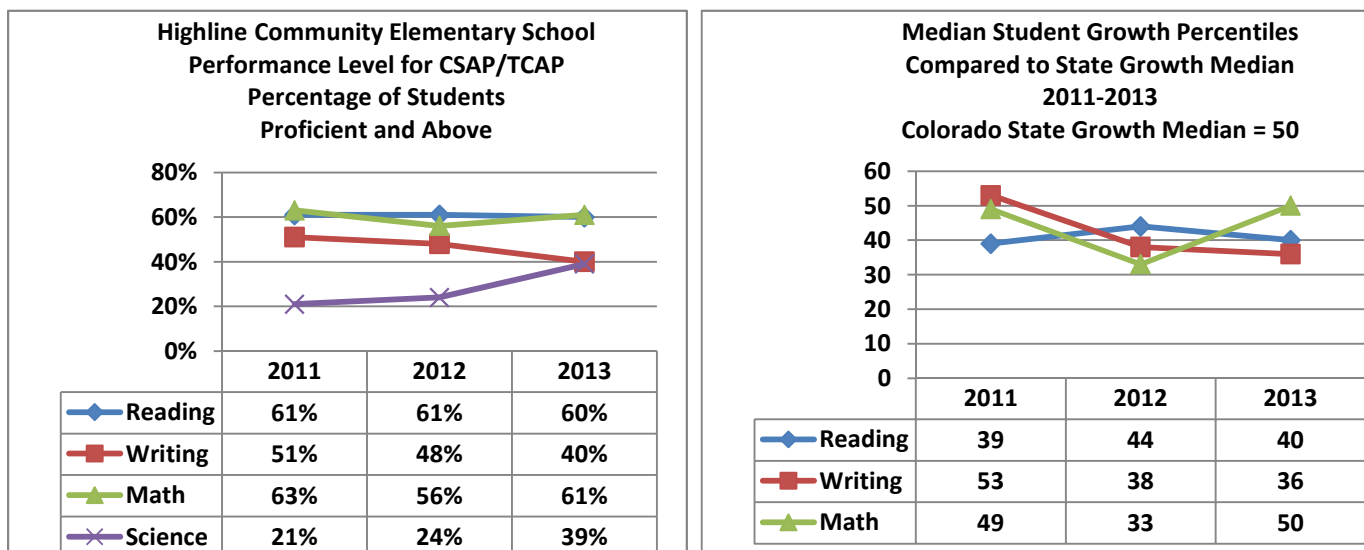 Highline Community Elementary School
Performance Level for CSAP/TCAP
Percentage of Students
Proficient and Above
80%
60%
40%
20%
0%
2011 2012 2013
Reading 61% 61% 60%
Writing 51% 48% 40%
Math 63% 56% 61%
Science 21% 24% 39%
Median Student Growth Percentiles
Compared to State Growth Median
2011-2013
Colorado State Growth Median = 50
60
50
40
30
20
10
0
2011 2012 2013
Reading 39 44 40
Writing 53 38 36
Math 49 33 50